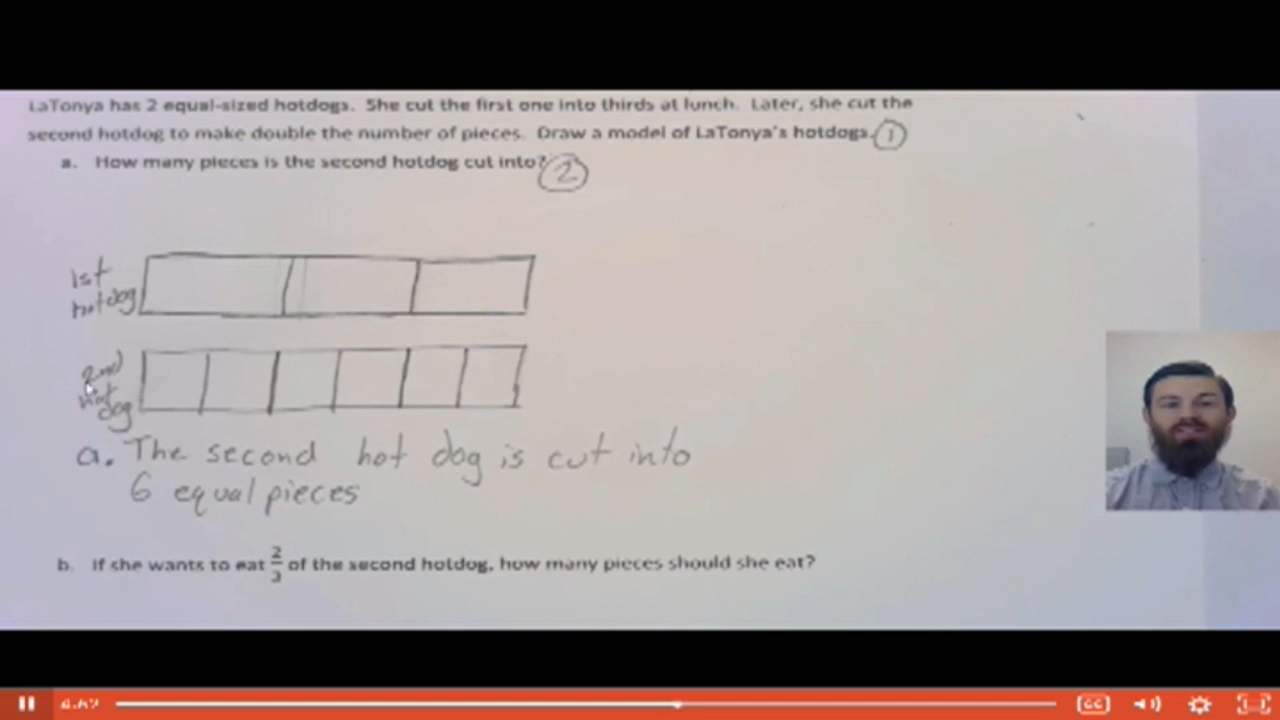 LaTonya has 2 equal-sized hotdogs. She cut the first one into thirds at lunch. Later, she cut the
second hotdog to make double the number of pieces. Draw a model of LaTonya's hotdogs. 1
a. How many pieces is the second hotdog cut into? 2
1st
hotdog
2nd
hot
dog
a. The second hot dog is cut into
6 equal pieces
b. If she wants to eat 2/3 of the second hotdog, how many pieces should she eat?
CC